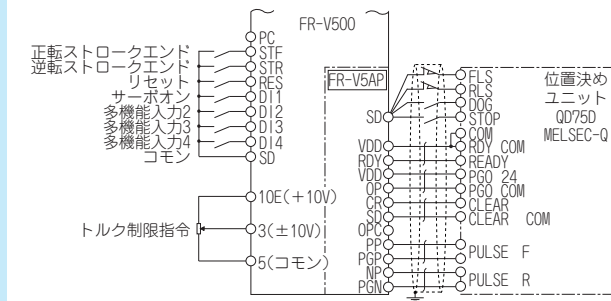 FR-V500
PC
正転ストロークエンド STF
逆転ストロークエンド STR
リセット RES
サーボオン DI1
多機能入力2 DI2
多機能入力3 DI3
多機能入力4 DI4
コモン SD
10E(+10V)
トルク制限指令 3(±10V)
5(コモン)
FR-V5AP
SD
VDD
RDY
VDD
OP
CR
SQ
OPC
PP
PGP
NP
PGN
FLS
RLS
DOG
STOP
COM
RDY COM
READY
PGO 24
PGO COM
CLEAR
CLEAR COM
PULSE F
PULSE R
位置決め
ユニット
QD75D
MELSEC-Q